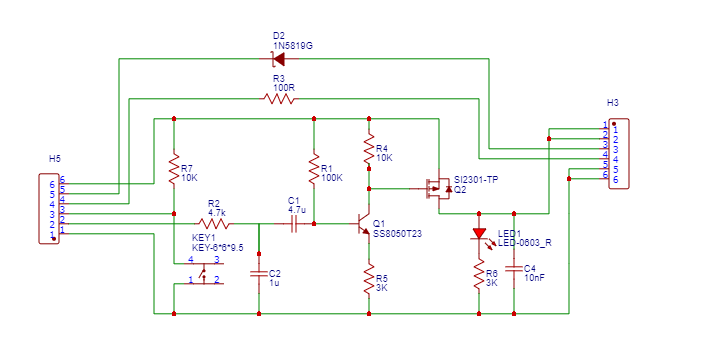 D2
1N5819G
R3
100R
H3
1 1
2 2
3 3
4 4
5 5
6 6
H5
6 6
5 5
4 4
3 3
2 2
1 1
R7
10K
R1
100K
R4
10K
SI2301-TP
Q2
R2
4.7k
C1
4.7u
Q1
SS8050T23
KEY1
KEY-6*6*9.5
4 3
1 2
C2
1u
R5
3K
LED1
LED-0603_R
R6
3K
C4
10nF